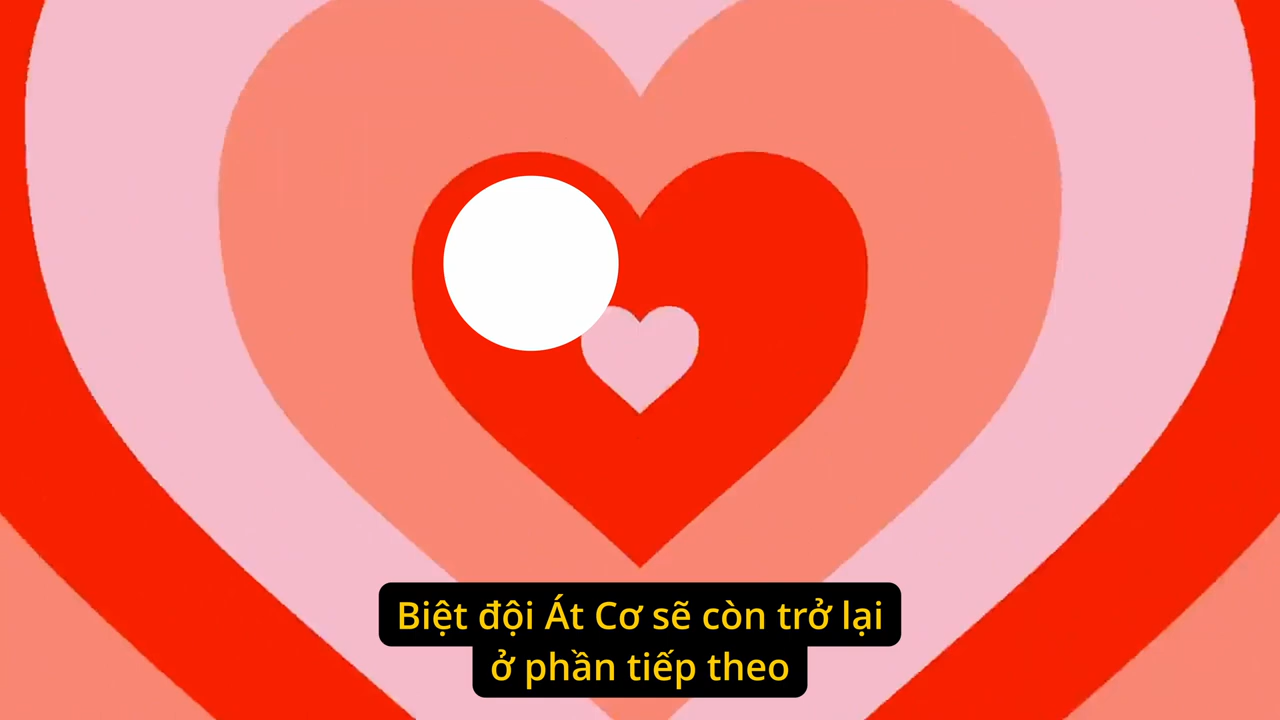 Biệt đội Át Cơ sẽ còn trở lại
ở phần tiếp theo